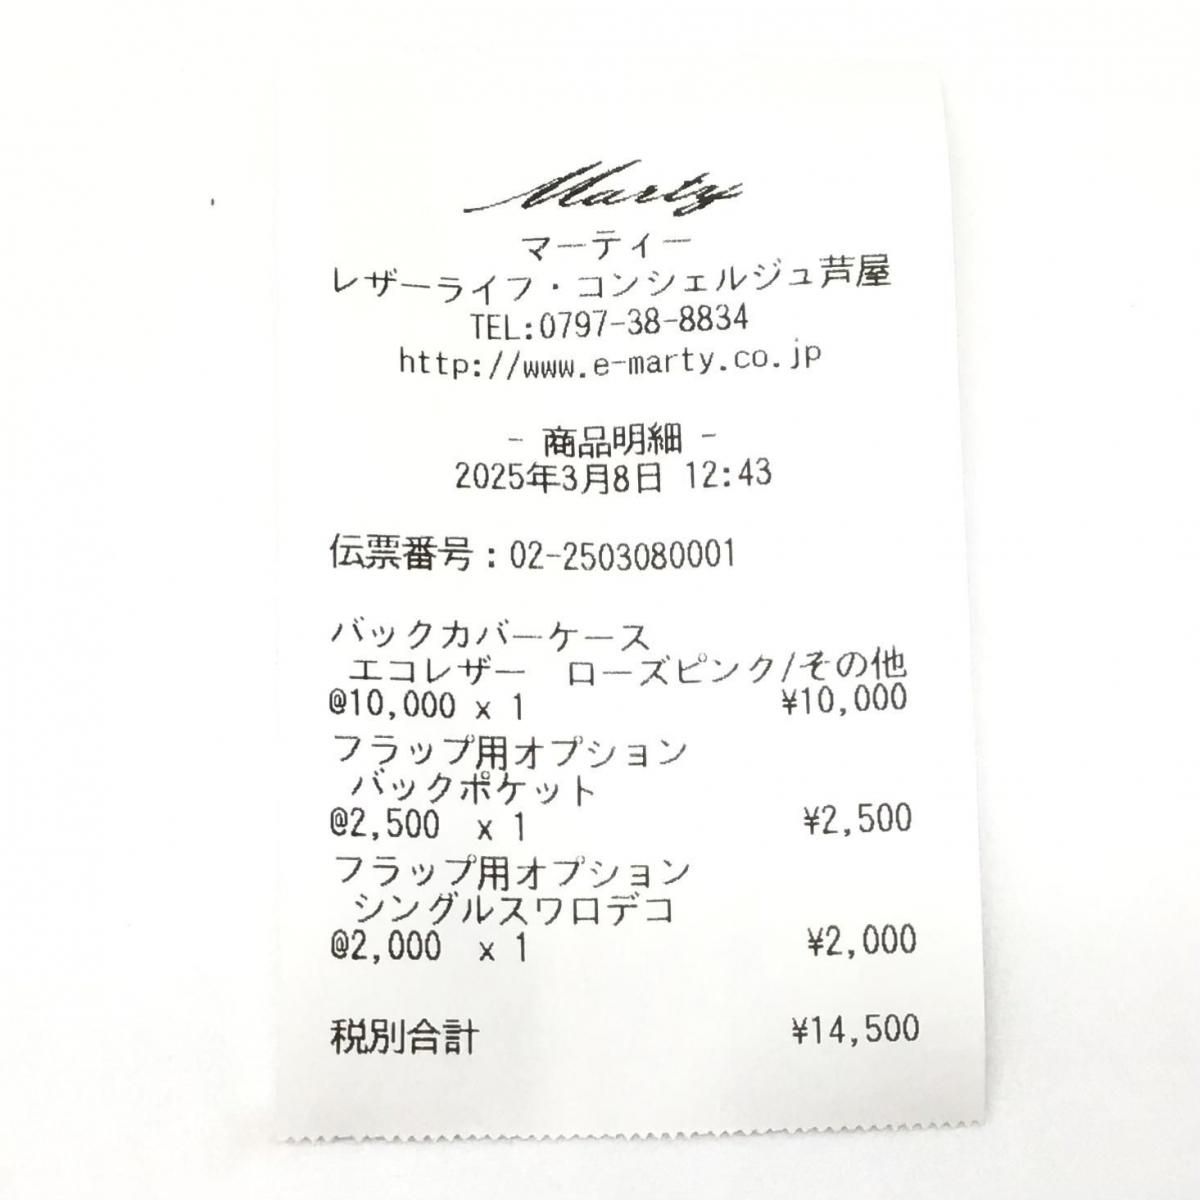 Marty
マーティー
レザーライフ・コンシェルジュ芦屋
TEL:0797-38-8834
http://www.e-marty.co.jp
- 商品明細 -
2025年3月8日 12:43
伝票番号：02-2503080001
バックカバーケース
エコレザー　ローズピンク/その他
@10,000 x 1 ¥10,000
フラップ用オプション
バックポケット
@2,500 x 1 ¥2,500
フラップ用オプション
シングルスワロデコ
@2,000 x 1 ¥2,000
税別合計 ¥14,500